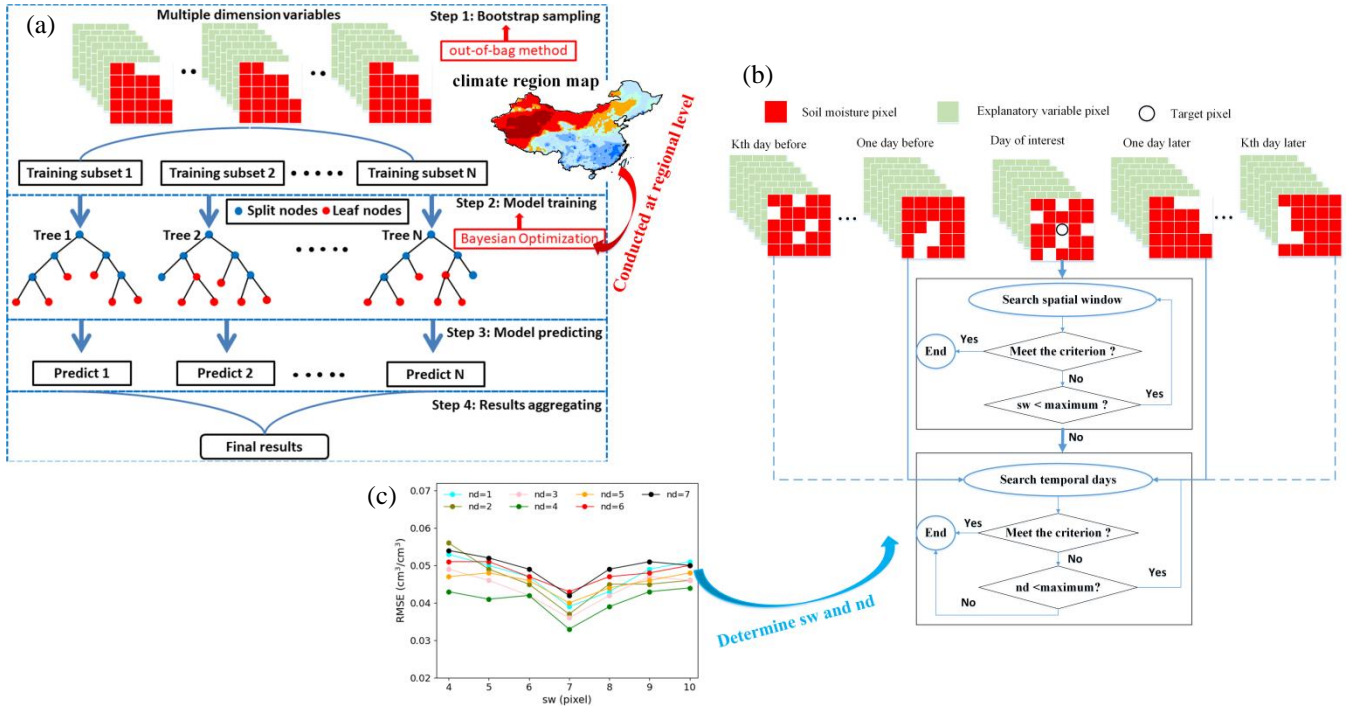 (a)
Multiple dimension variables
Step 1: Bootstrap sampling
out-of-bag method
climate region map
Training subset 1
Training subset 2
Training subset N
Conducted at regional level
Split nodes
Leaf nodes
Step 2: Model training
Bayesian Optimization
Tree 1
Tree 2
Tree N
Step 3: Model predicting
Predict 1
Predict 2
Predict N
Step 4: Results aggregating
Final results
(b)
Soil moisture pixel
Explanatory variable pixel
Target pixel
Kth day before
One day before
Day of interest
One day later
Kth day later
Search spatial window
Yes
End
Meet the criterion ?
No
Yes
sw < maximum ?
No
Search temporal days
Yes
End
Meet the criterion ?
No
Yes
nd <maximum?
No
(c)
nd=1
nd=2
nd=3
nd=4
nd=5
nd=6
nd=7
RMSE (cm³/cm³)
0.07
0.06
0.05
0.04
0.03
0.02
4 5 6 7 8 9 10
sw (pixel)
Determine sw and nd